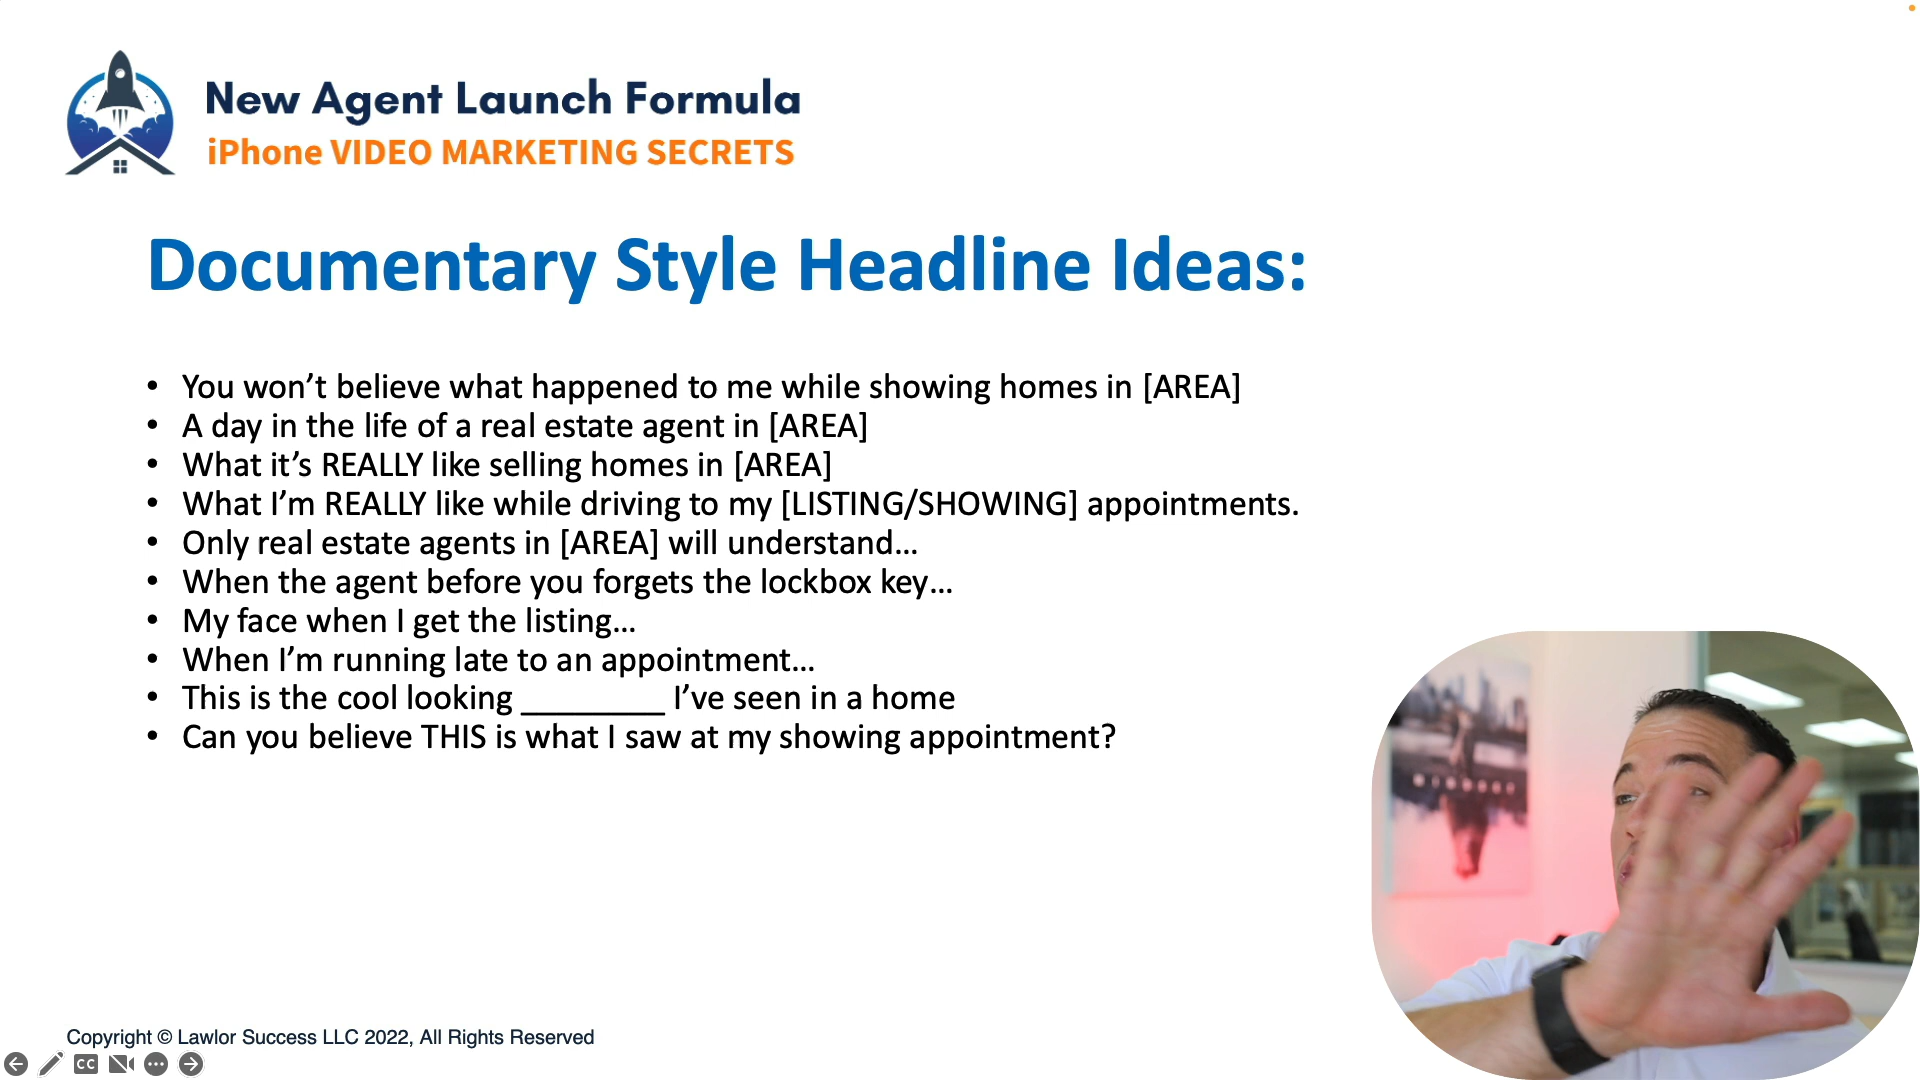 New Agent Launch Formula
iPhone VIDEO MARKETING SECRETS
Documentary Style Headline Ideas:
• You won’t believe what happened to me while showing homes in [AREA]
• A day in the life of a real estate agent in [AREA]
• What it’s REALLY like selling homes in [AREA]
• What I’m REALLY like while driving to my [LISTING/SHOWING] appointments.
• Only real estate agents in [AREA] will understand…
• When the agent before you forgets the lockbox key…
• My face when I get the listing…
• When I’m running late to an appointment…
• This is the cool looking ________ I’ve seen in a home
• Can you believe THIS is what I saw at my showing appointment?
Copyright © Lawlor Success LLC 2022, All Rights Reserved
CC